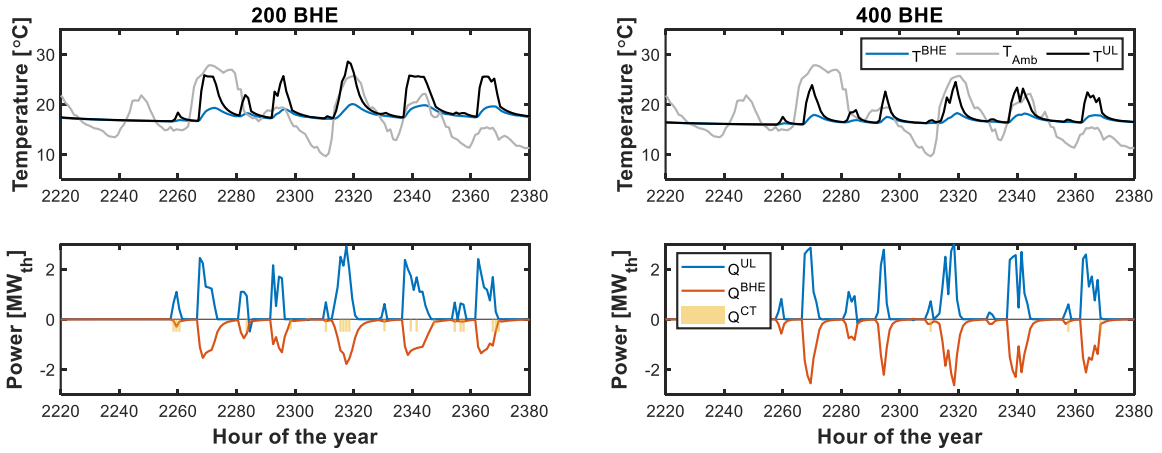 200 BHE
Temperature [°C]
30
20
10
2220 2240 2260 2280 2300 2320 2340 2360 2380
400 BHE
Temperature [°C]
30
20
10
T^BHE T_Amb T^UL
2220 2240 2260 2280 2300 2320 2340 2360 2380
Power [MW_th]
2
0
-2
2220 2240 2260 2280 2300 2320 2340 2360 2380
Hour of the year
Power [MW_th]
2
0
-2
Q^UL
Q^BHE
Q^CT
2220 2240 2260 2280 2300 2320 2340 2360 2380
Hour of the year